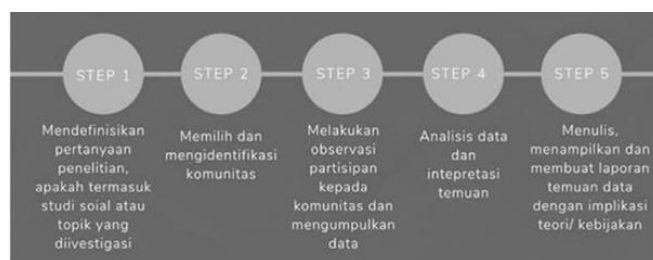 STEP 1
Mendefinisikan
pertanyaan
penelitian,
apakah termasuk
studi soial atau
topik yang
diivestigasi
STEP 2
Memilih dan
mengidentifikasi
komunitas
STEP 3
Melakukan
observasi
partisipan
kepada
komunitas dan
mengumpulkan
data
STEP 4
Analisis data
dan
intepretasi
temuan
STEP 5
Menulis,
menampilkan dan
membuat laporan
temuan data
dengan implikasi
teori/ kebijakan